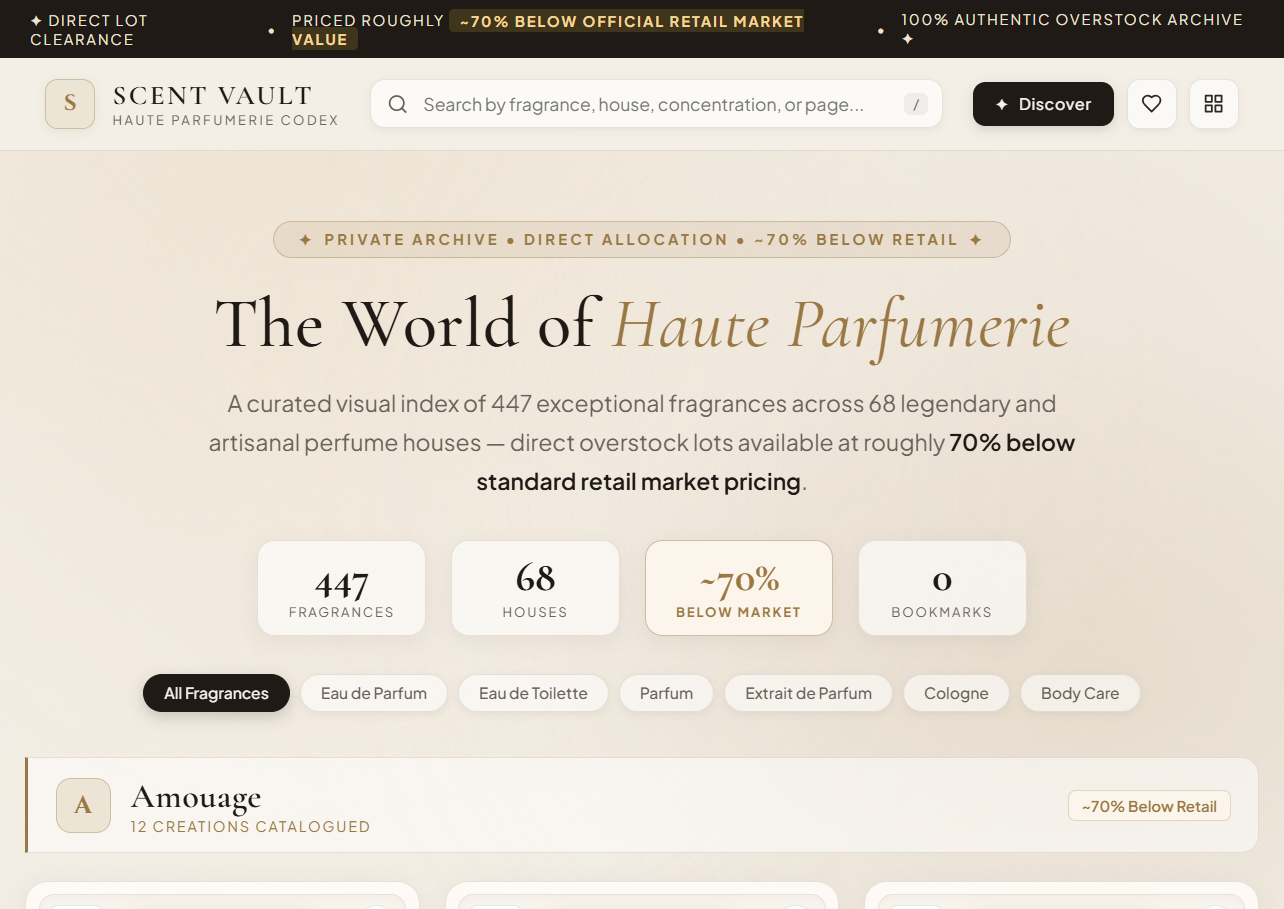 ✦ DIRECT LOT
CLEARANCE
•
PRICED ROUGHLY ~70% BELOW OFFICIAL RETAIL MARKET
VALUE
•
100% AUTHENTIC OVERSTOCK ARCHIVE
✦
S
SCENT VAULT
HAUTE PARFUMERIE CODEX
Search by fragrance, house, concentration, or page...
/
✦ Discover
✦ PRIVATE ARCHIVE • DIRECT ALLOCATION • ~70% BELOW RETAIL ✦
The World of Haute Parfumerie
A curated visual index of 447 exceptional fragrances across 68 legendary and
artisanal perfume houses — direct overstock lots available at roughly 70% below
standard retail market pricing.
447
FRAGRANCES
68
HOUSES
~70%
BELOW MARKET
0
BOOKMARKS
All Fragrances
Eau de Parfum
Eau de Toilette
Parfum
Extrait de Parfum
Cologne
Body Care
A
Amouage
12 CREATIONS CATALOGUED
~70% Below Retail